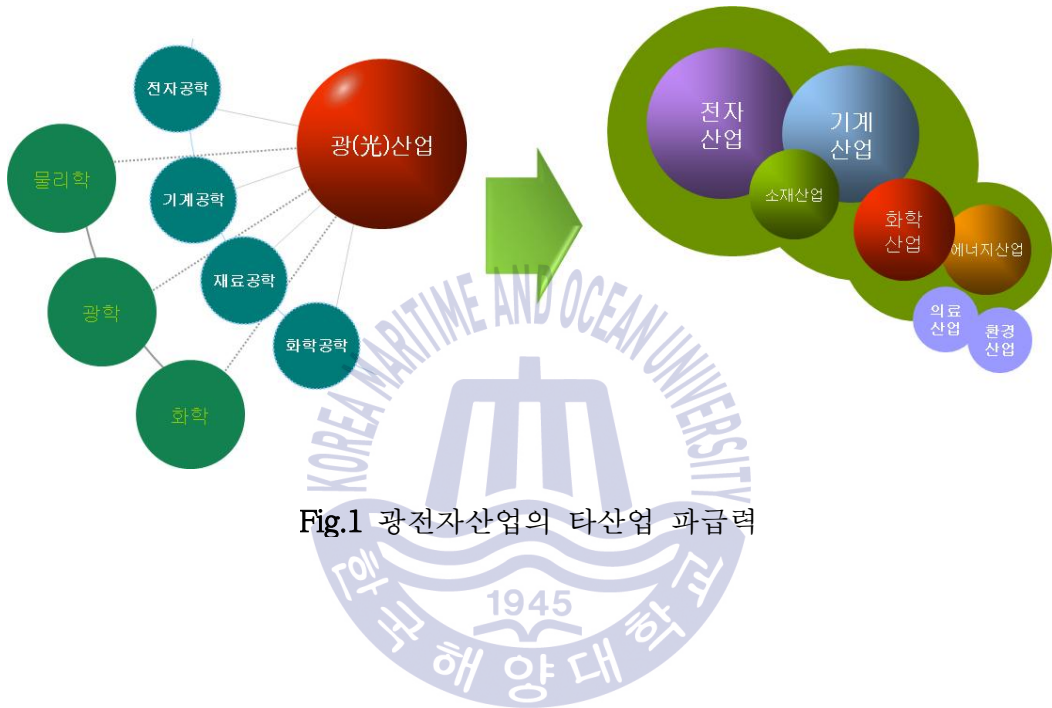 전자공학
광(光)산업
물리학
기계공학
재료공학
광학
화학공학
화학
전자
산업
기계
산업
소재산업
화학
산업
에너지산업
의료
산업
환경
산업
KOREA MARITIME AND OCEAN UNIVERSITY
Fig.1 광전자산업의 타산업 파급력
1945
한국해양대학교